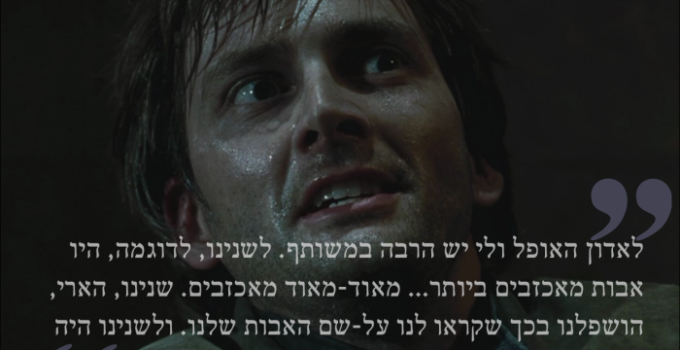 לאדון האופל ולי יש הרבה במשותף. לשנינו, לדוגמה, היו
אבות מאכזבים ביותר... מאוד-מאוד מאכזבים. שנינו, הארי,
הושפלנו בכך שקראו לנו על-שם האבות שלנו. ולשנינו היה